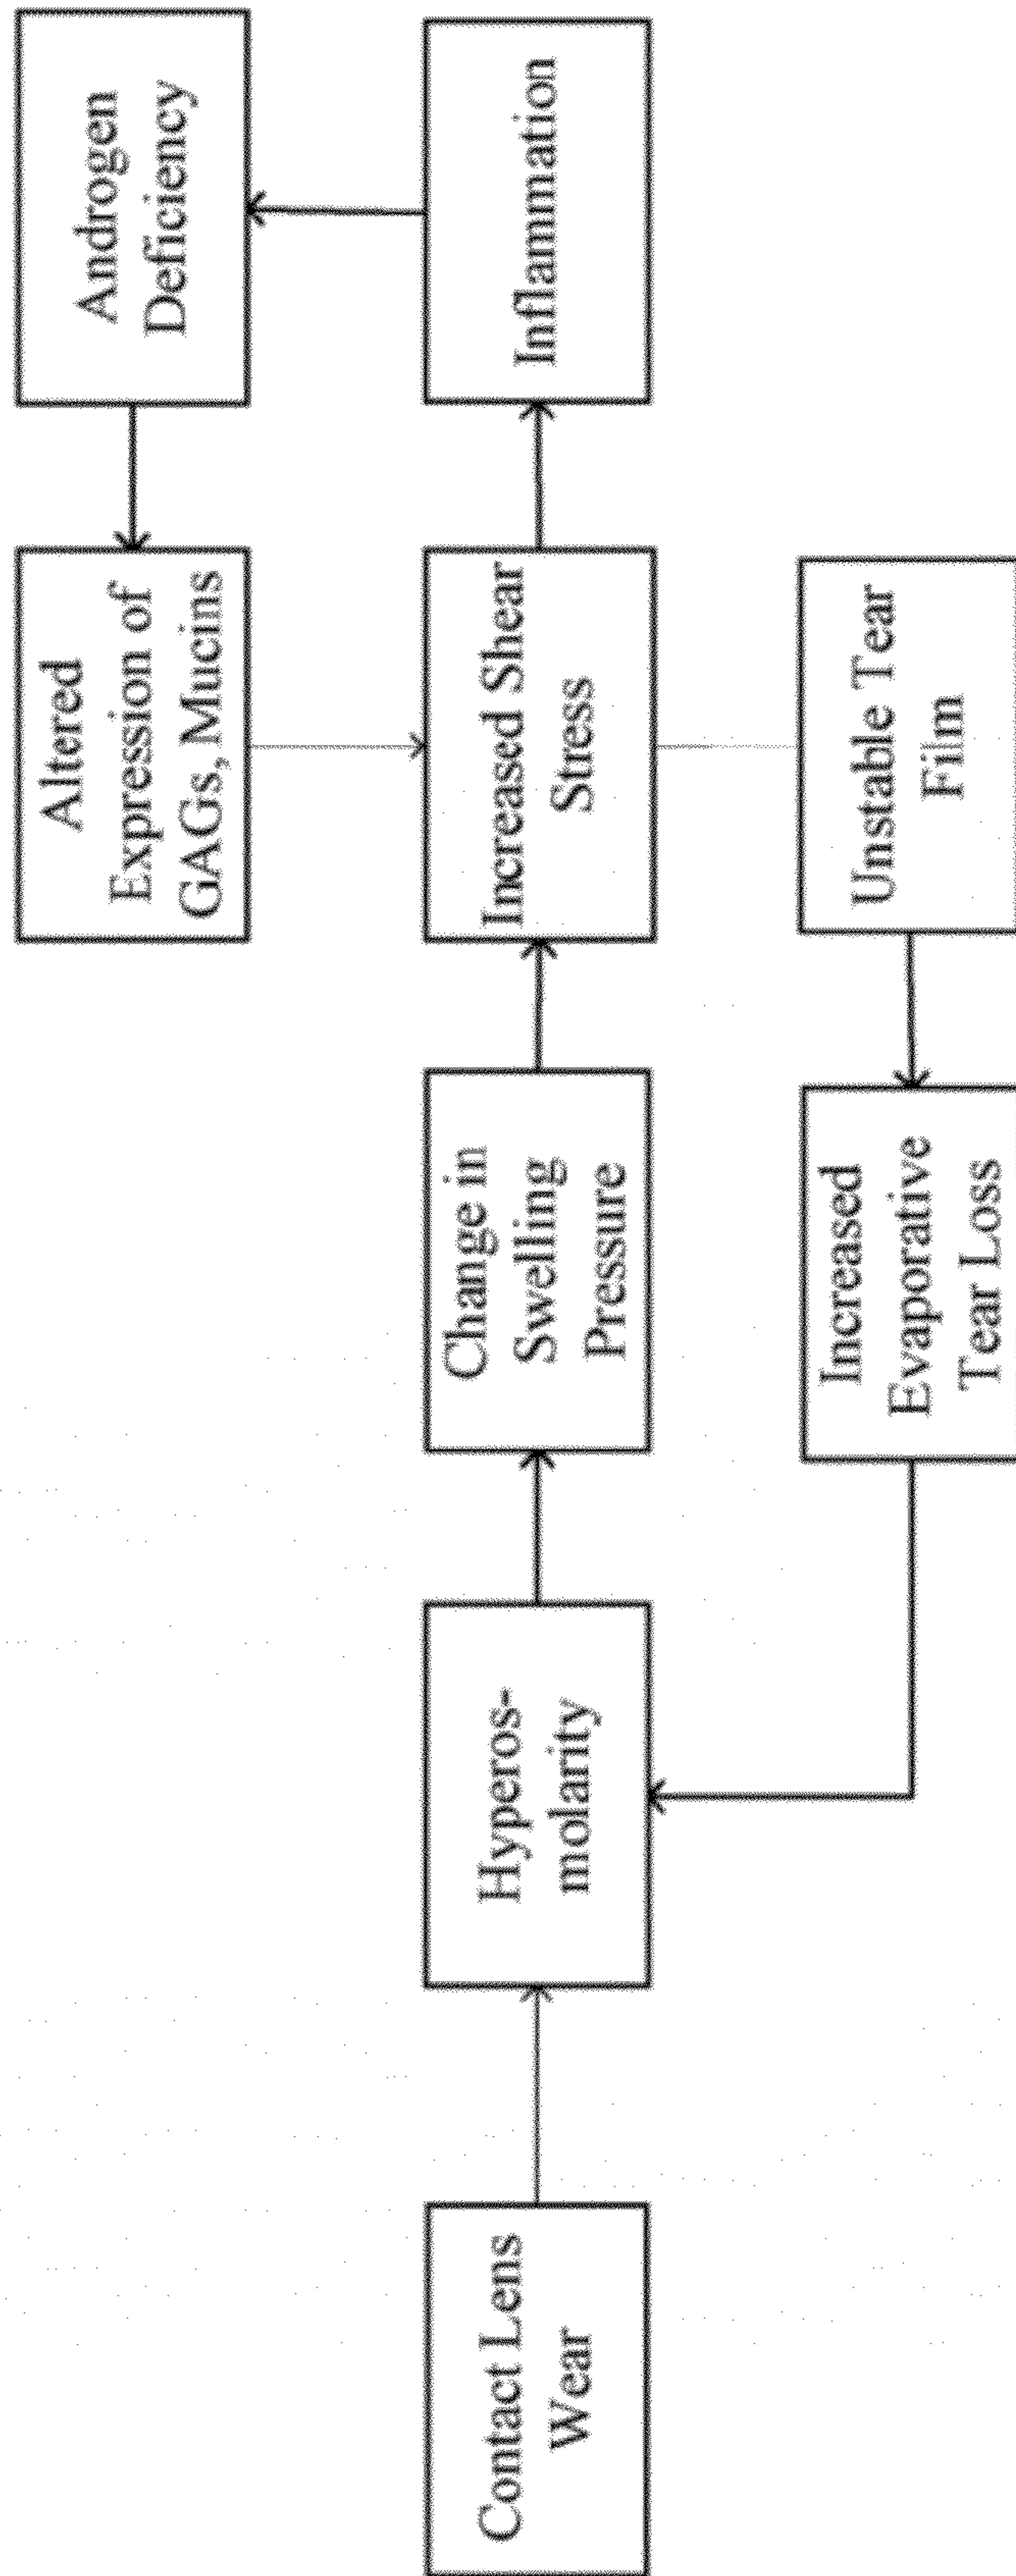 Contact Lens
Wear
Hyperos-
molarity
Change in
Swelling
Pressure
Increased Shear
Stress
Inflammation
Androgen
Deficiency
Altered
Expression of
GAGs, Mucins
Unstable Tear
Film
Increased
Evaporative
Tear Loss